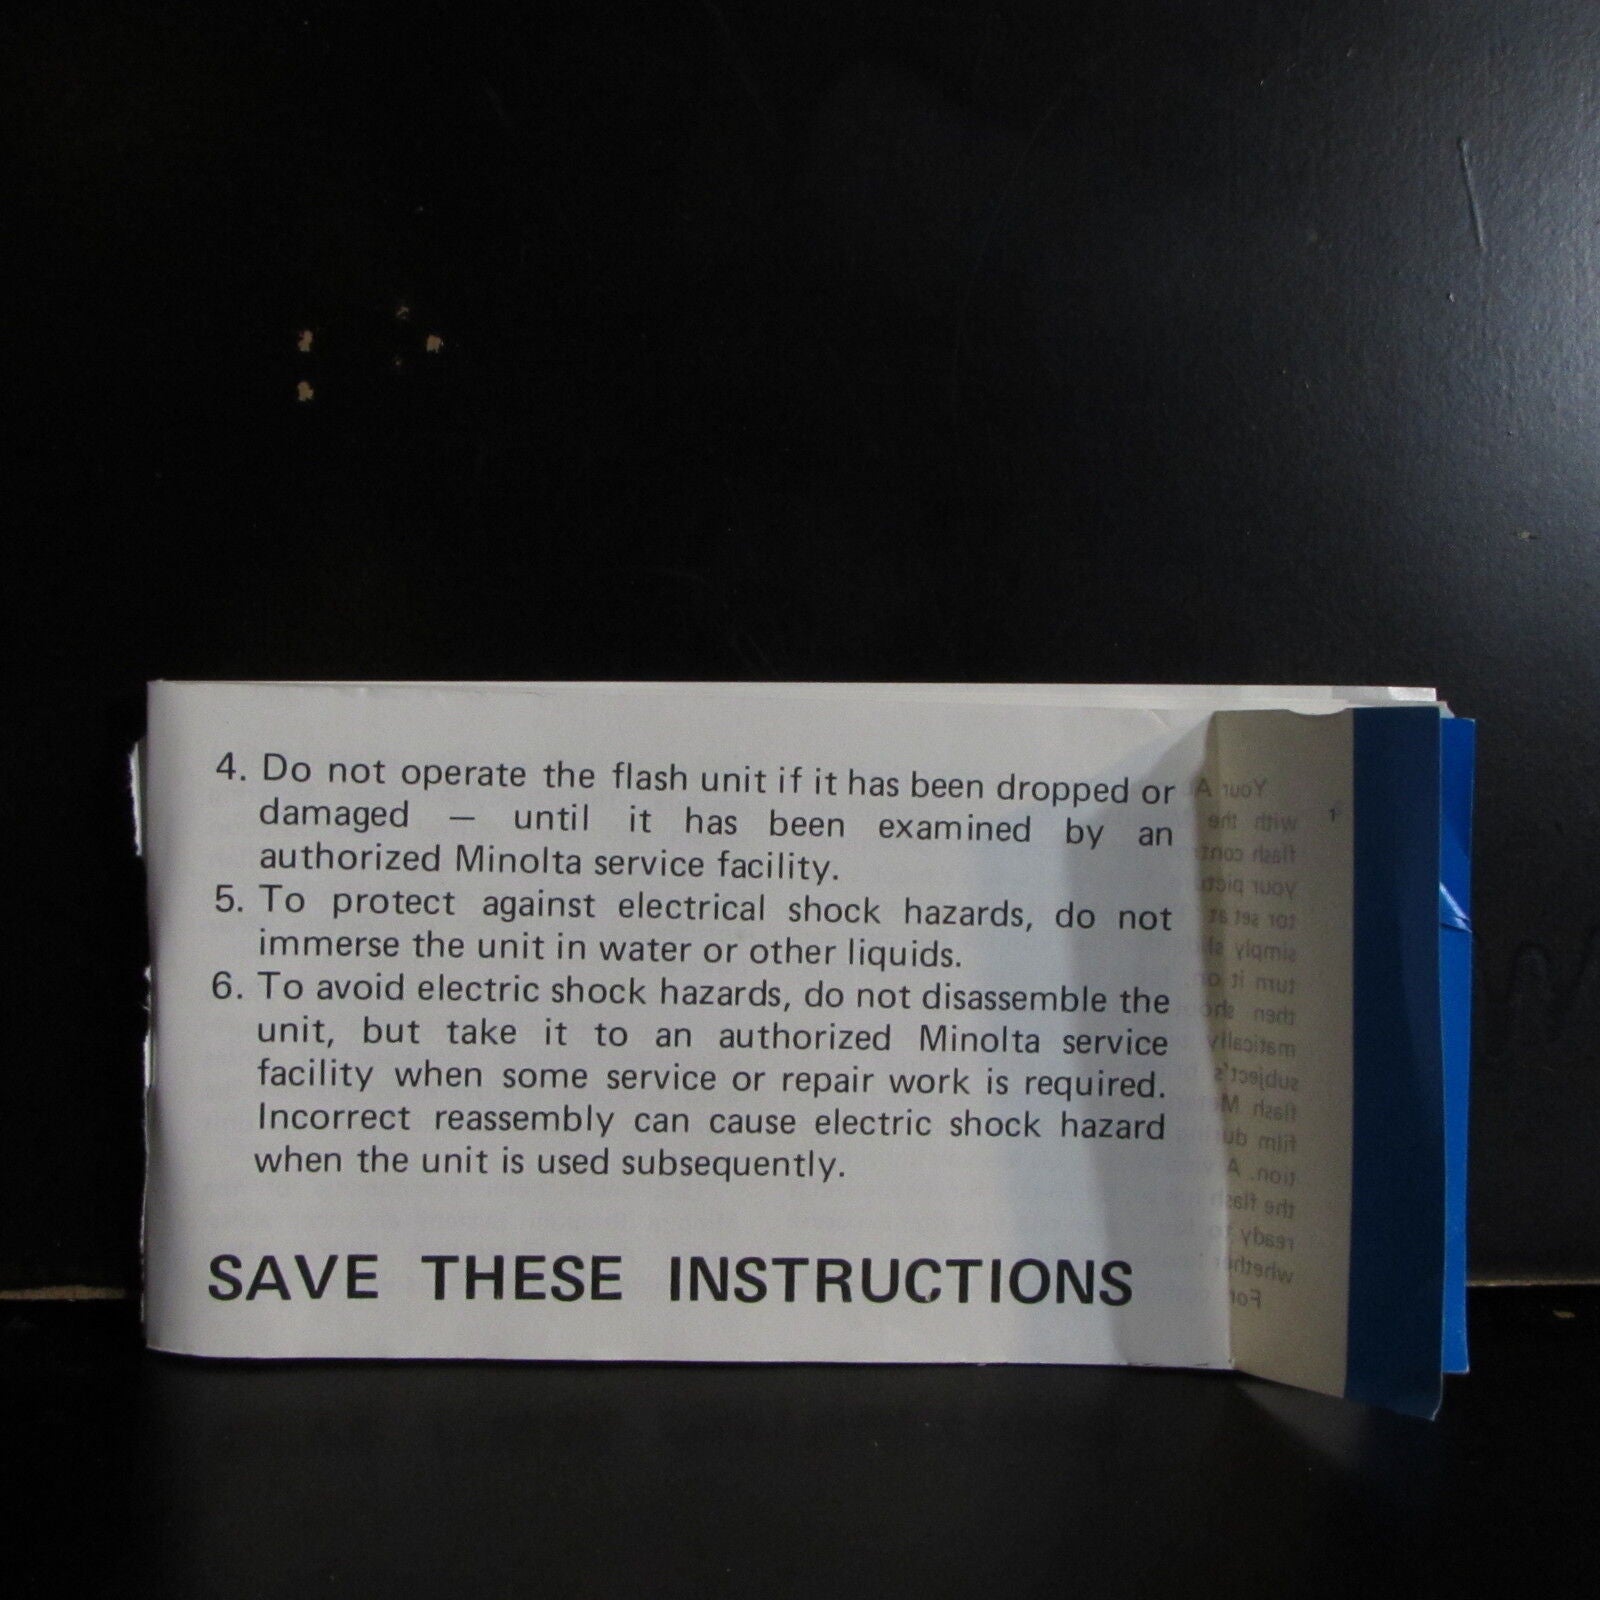 4. Do not operate the flash unit if it has been dropped or
damaged — until it has been examined by an
authorized Minolta service facility.
5. To protect against electrical shock hazards, do not
immerse the unit in water or other liquids.
6. To avoid electric shock hazards, do not disassemble the
unit, but take it to an authorized Minolta service
facility when some service or repair work is required.
Incorrect reassembly can cause electric shock hazard
when the unit is used subsequently.
SAVE THESE INSTRUCTIONS